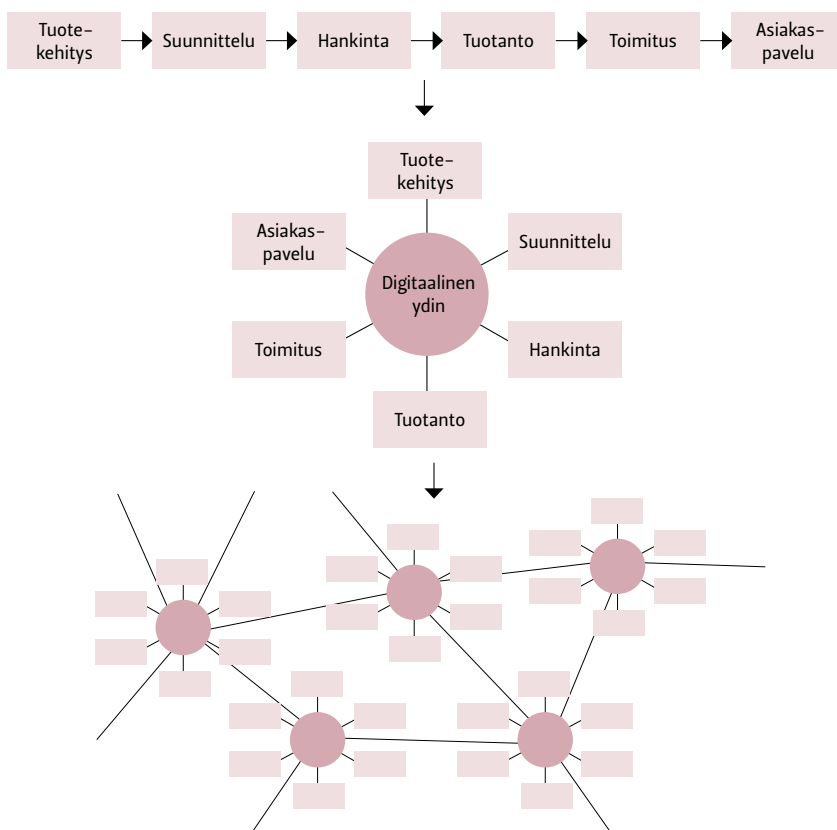 Tuote-
kehitys
Suunnittelu
Hankinta
Tuotanto
Toimitus
Asiakas-
pavelu
Tuote-
kehitys
Asiakas-
pavelu
Suunnittelu
Digitaalinen
ydin
Toimitus
Hankinta
Tuotanto